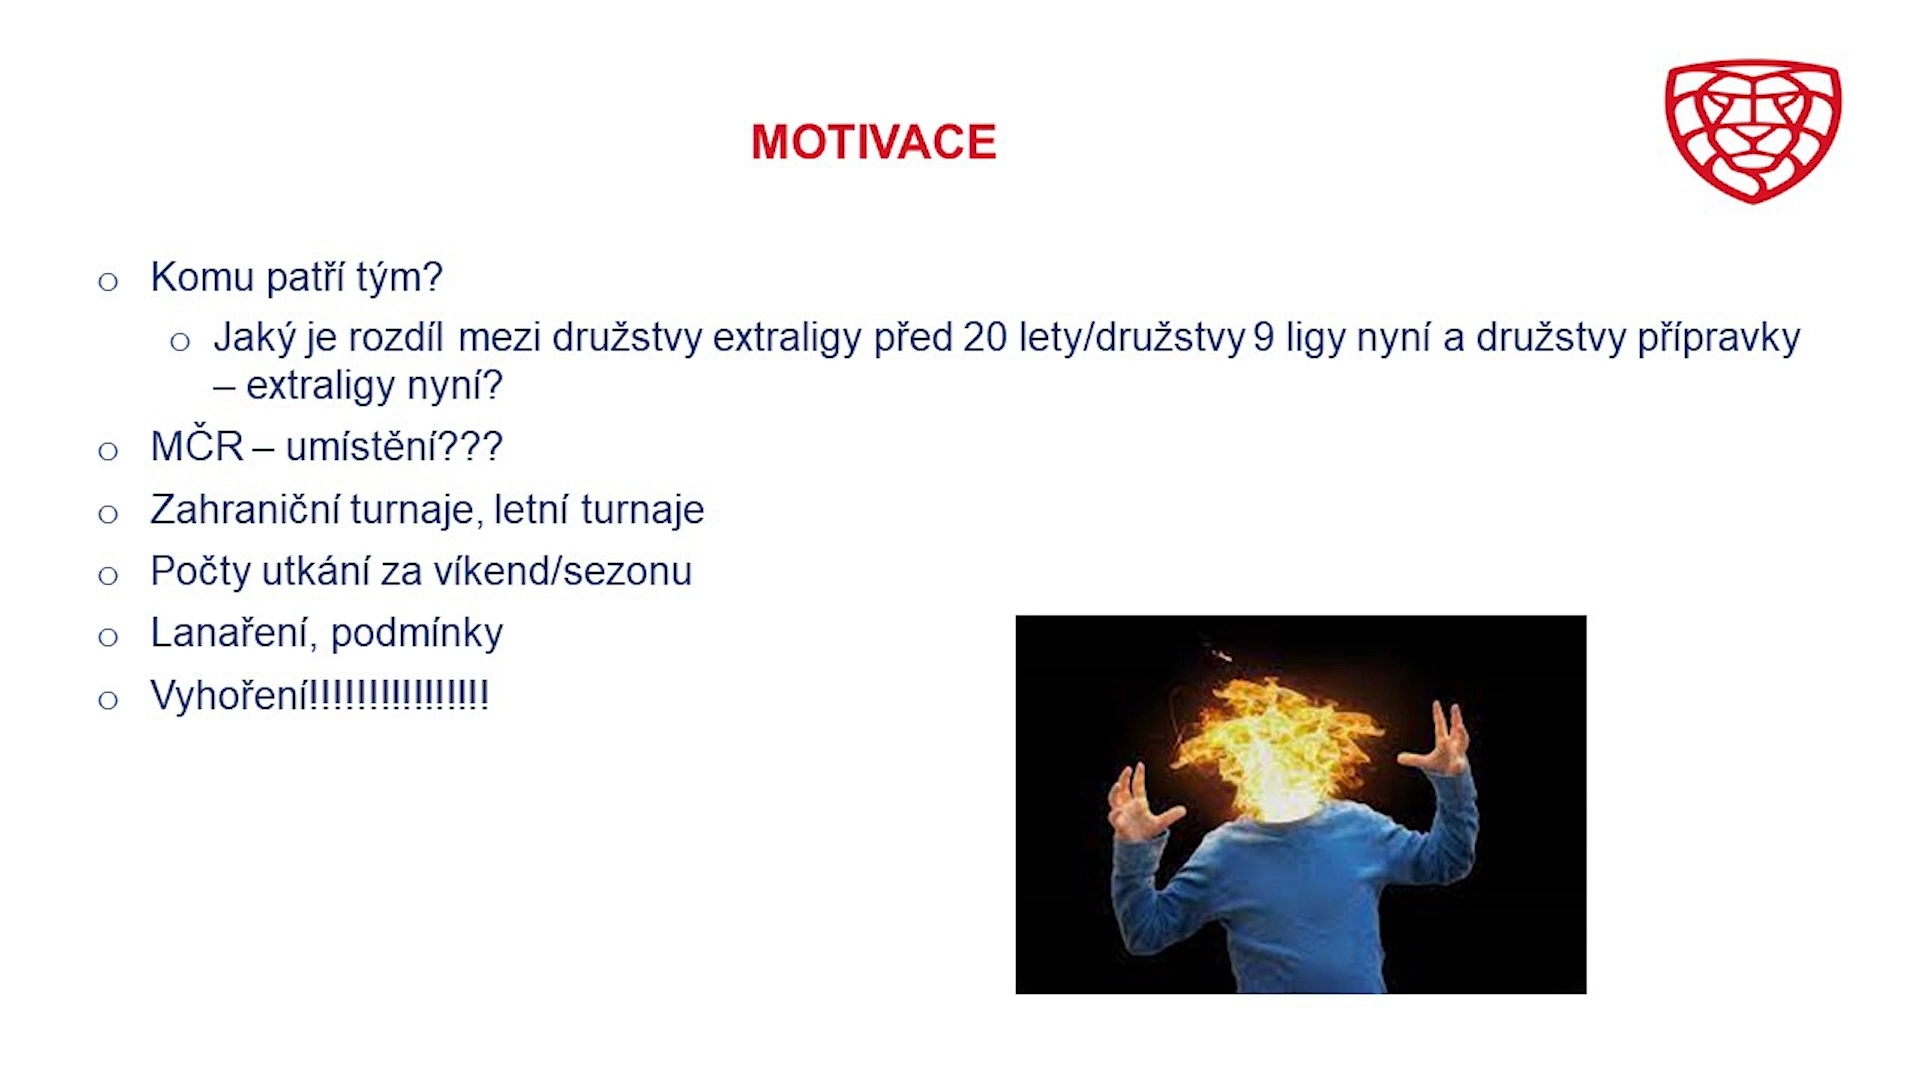 MOTIVACE
o Komu patří tým?
o Jaký je rozdíl mezi družstvy extraligy před 20 lety/družstvy 9 ligy nyní a družstvy přípravky
– extraligy nyní?
o MČR – umístění???
o Zahraniční turnaje, letní turnaje
o Počty utkání za víkend/sezonu
o Lanaření, podmínky
o Vyhoření!!!!!!!!!!!!!!!!